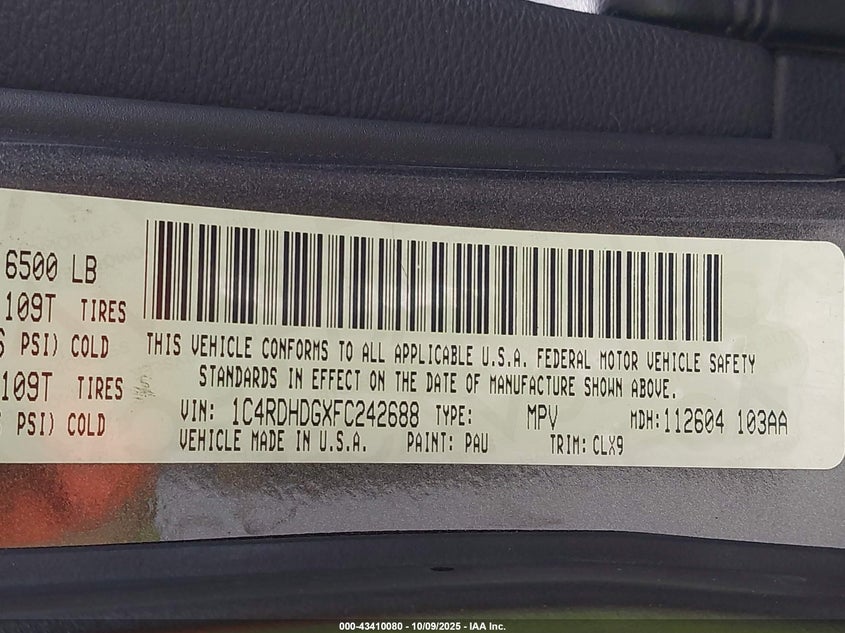 6500 LB
109T TIRES
PSI) COLD
109T TIRES
PSI) COLD
THIS VEHICLE CONFORMS TO ALL APPLICABLE U.S.A. FEDERAL MOTOR VEHICLE SAFETY
STANDARDS IN EFFECT ON THE DATE OF MANUFACTURE SHOWN ABOVE.
VIN: 1C4RDHDGXFC242688 TYPE: MPV MDH:112604 103AA
VEHICLE MADE IN U.S.A. PAINT: PAU TRIM: CLX9
000-43410080 - 10/09/2025 - IAA Inc.